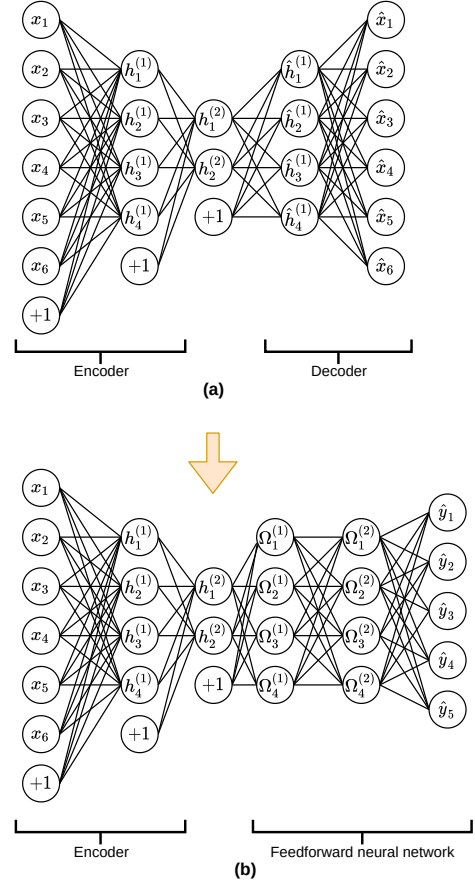 x₁
x₂
x₃
x₄
x₅
x₆
+1
h₁⁽¹⁾
h₂⁽¹⁾
h₃⁽¹⁾
h₄⁽¹⁾
+1
h₁⁽²⁾
h₂⁽²⁾
+1
ĥ₁⁽¹⁾
ĥ₂⁽¹⁾
ĥ₃⁽¹⁾
ĥ₄⁽¹⁾
x̂₁
x̂₂
x̂₃
x̂₄
x̂₅
x̂₆
Encoder
Decoder
(a)
x₁
x₂
x₃
x₄
x₅
x₆
+1
h₁⁽¹⁾
h₂⁽¹⁾
h₃⁽¹⁾
h₄⁽¹⁾
+1
h₁⁽²⁾
h₂⁽²⁾
+1
Ω₁⁽¹⁾
Ω₂⁽¹⁾
Ω₃⁽¹⁾
Ω₄⁽¹⁾
Ω₁⁽²⁾
Ω₂⁽²⁾
Ω₃⁽²⁾
Ω₄⁽²⁾
ŷ₁
ŷ₂
ŷ₃
ŷ₄
ŷ₅
Encoder
Feedforward neural network
(b)